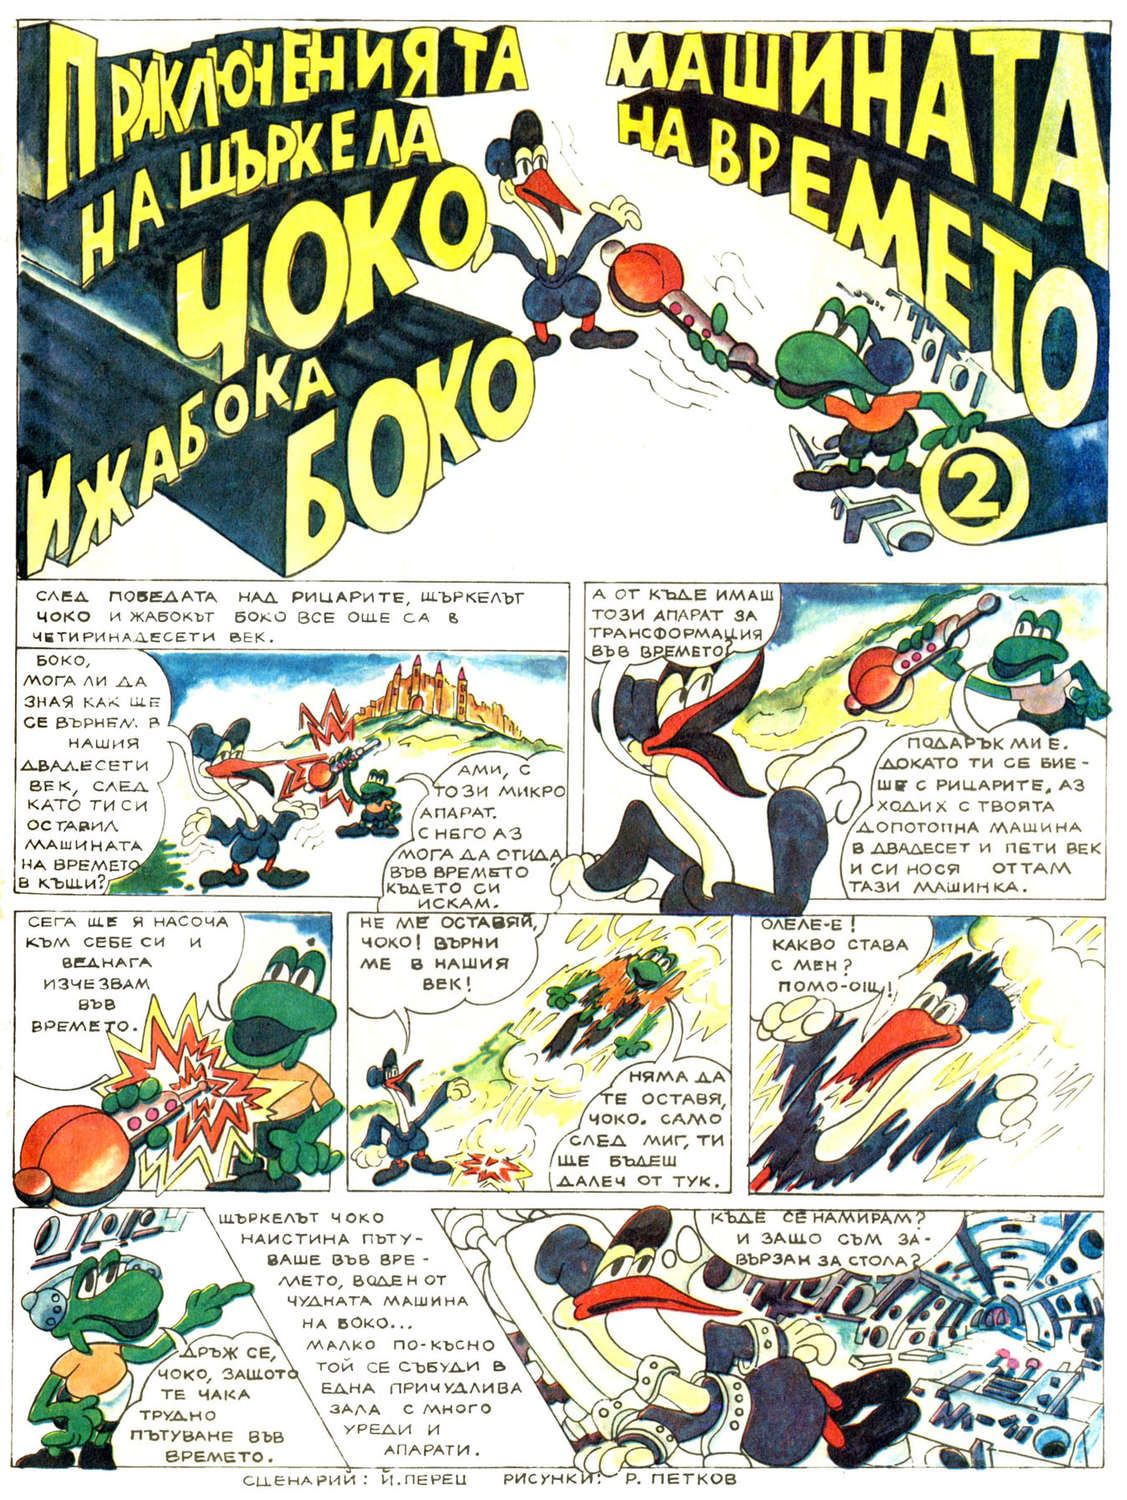 ПРИКЛЮЧЕНИЯТА
НА ЩЪРКЕЛА
ЧОКО
И ЖАБОКА
БОКО
МАШИНАТА
НА ВРЕМЕТО
2
СЛЕД ПОБЕДАТА НАД РИЦАРИТЕ, ЩЪРКЕЛЪТ
ЧОКО И ЖАБОКЪТ БОКО ВСЕ ОЩЕ СА В
ЧЕТИРИНАДЕСЕТИ ВЕК.
БОКО,
МОГА ЛИ ДА
ЗНАЯ КАК ЩЕ
СЕ ВЪРНЕМ В
НАШИЯ
ДВАДЕСЕТИ
ВЕК, СЛЕД
КАТО ТИ СИ
ОСТАВИЛ
МАШИНАТА
НА ВРЕМЕТО
В КЪЩИ?
АМИ, С
ТОЗИ МИКРО
АПАРАТ.
С НЕГО АЗ
МОГА ДА ОТИДА
ВЪВ ВРЕМЕТО
КЪДЕТО СИ
ИСКАМ.
А ОТ КЪДЕ ИМАШ
ТОЗИ АПАРАТ ЗА
ТРАНСФОРМАЦИЯ
ВЪВ ВРЕМЕТО?
ПОДАРЪК МИ Е.
ДОКАТО ТИ СЕ БИЕ-
ШЕ С РИЦАРИТЕ, АЗ
ХОДИХ С ТВОЯТА
ДОПОТОПНА МАШИНА
В ДВАДЕСЕТ И ПЕТИ ВЕК
И СИ НОСЯ ОТТАМ
ТАЗИ МАШИНКА.
СЕГА ЩЕ Я НАСОЧА
КЪМ СЕБЕ СИ И
ВЕДНАГА
ИЗЧЕЗВАМ
ВЪВ
ВРЕМЕТО.
НЕ МЕ ОСТАВЯЙ,
ЧОКО! ВЪРНИ
МЕ В НАШИЯ
ВЕК!
НЯМА ДА
ТЕ ОСТАВЯ,
ЧОКО. САМО
СЛЕД МИГ, ТИ
ЩЕ БЪДЕШ
ДАЛЕЧ ОТ ТУК.
ОЛЕЛЕ-Е!
КАКВО СТАВА
С МЕН?
ПОМО-ОЩ!
ДРЪЖ СЕ,
ЧОКО, ЗАЩОТО
ТЕ ЧАКА
ТРУДНО
ПЪТУВАНЕ ВЪВ
ВРЕМЕТО.
ЩЪРКЕЛЪТ ЧОКО
НАИСТИНА ПЪТУ-
ВАШЕ ВЪВ ВРЕ-
МЕТО, ВОДЕН ОТ
ЧУДНАТА МАШИНА
НА БОКО...
МАЛКО ПО-КЪСНО
ТОЙ СЕ СЪБУДИ В
ЕДНА ПРИЧУДЛИВА
ЗАЛА С МНОГО
УРЕДИ И
АПАРАТИ.
КЪДЕ СЕ НАМИРАМ?
И ЗАЩО СЪМ ЗА-
ВЪРЗАН ЗА СТОЛА?
СЦЕНАРИЙ: Й. ПЕРЕЦ РИСУНКИ: Р. ПЕТКОВ